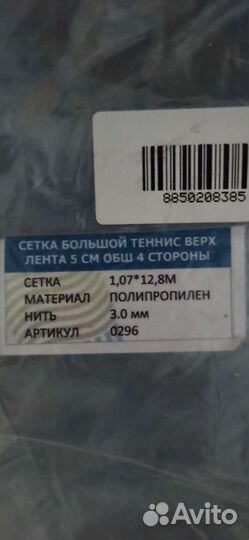 8850208385
СЕТКА БОЛЬШОЙ ТЕННИС ВЕРХ
ЛЕНТА 5 СМ ОБШ 4 СТОРОНЫ
СЕТКА 1,07*12,8М
МАТЕРИАЛ ПОЛИПРОПИЛЕН
НИТЬ 3.0 мм
АРТИКУЛ 0296
Avito